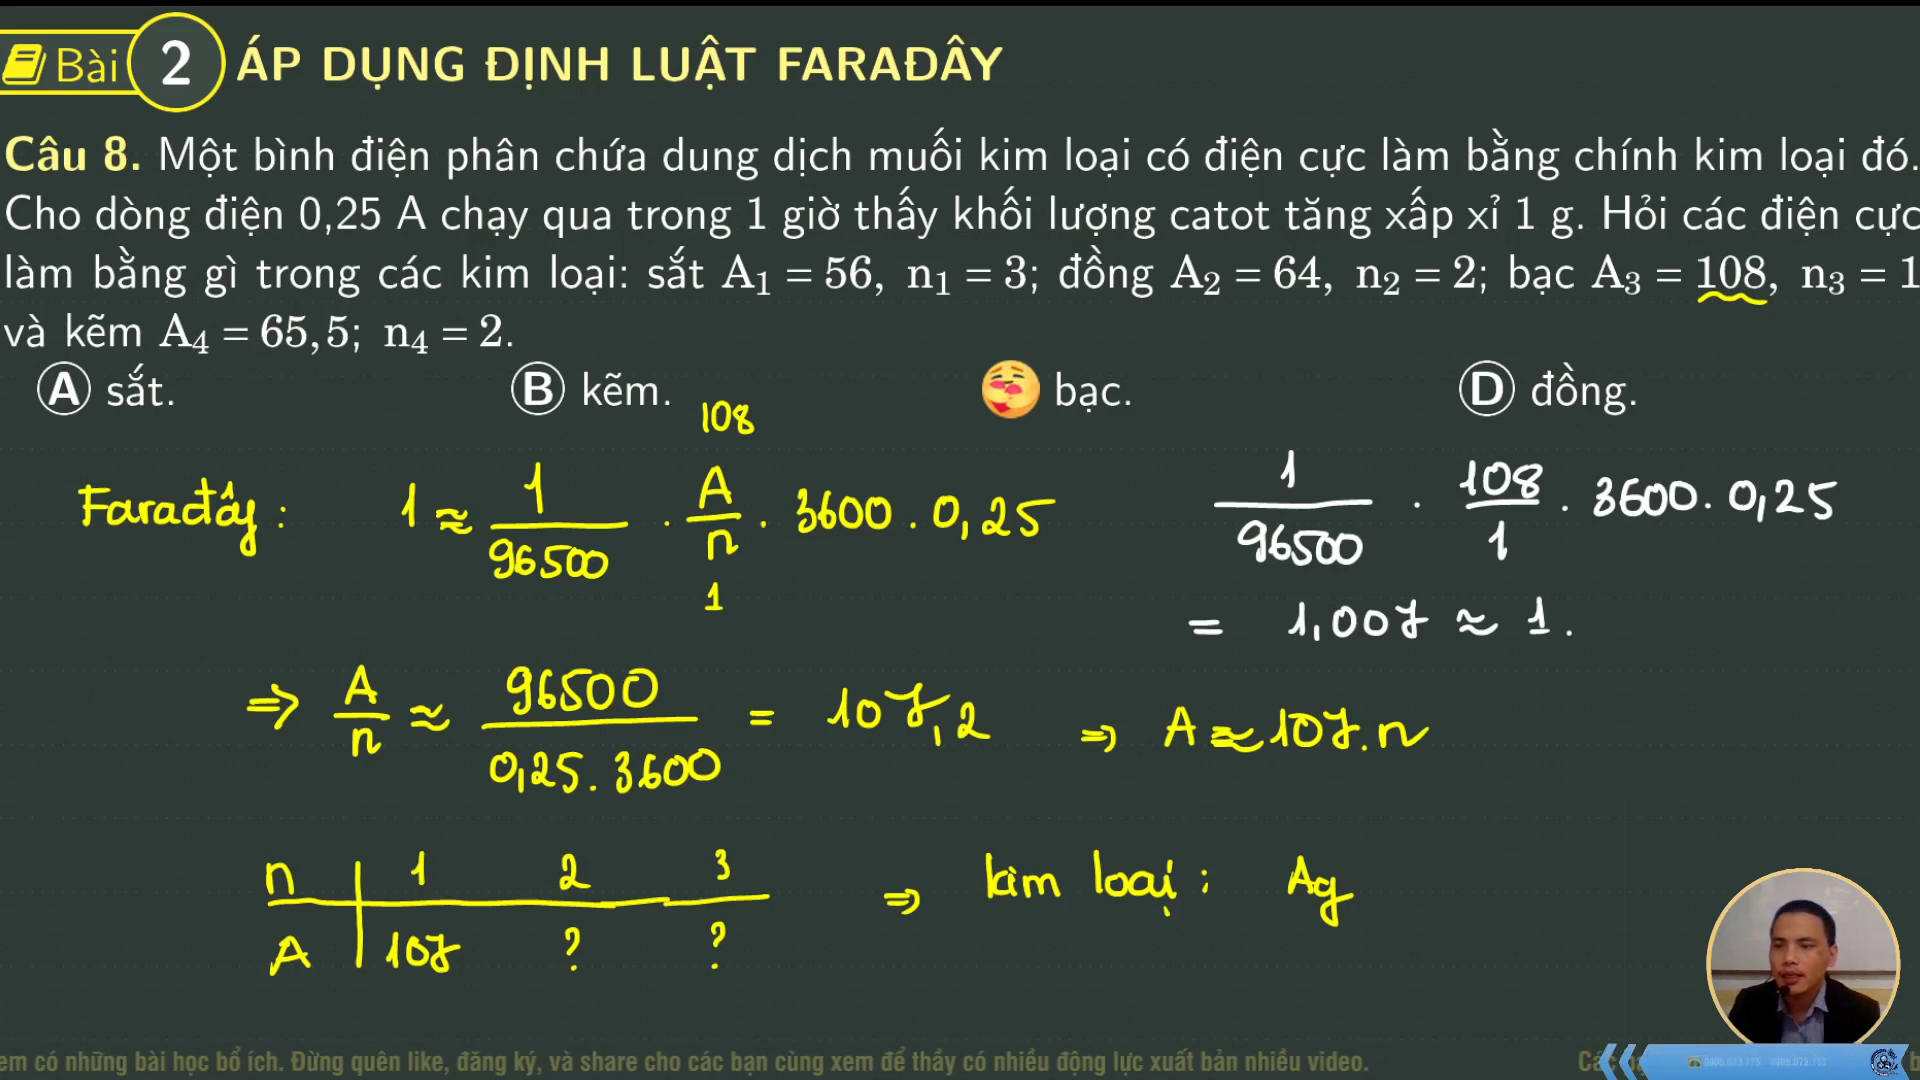 Bài 2 ÁP DỤNG ĐỊNH LUẬT FARAĐÂY
Câu 8. Một bình điện phân chứa dung dịch muối kim loại có điện cực làm bằng chính kim loại đó.
Cho dòng điện 0,25 A chạy qua trong 1 giờ thấy khối lượng catot tăng xấp xỉ 1 g. Hỏi các điện cực
làm bằng gì trong các kim loại: sắt A₁ = 56, n₁ = 3; đồng A₂ = 64, n₂ = 2; bạc A₃ = 108, n₃ = 1
và kẽm A₄ = 65,5; n₄ = 2.
A sắt. B kẽm. bạc. D đồng.
108
Farađây : 1 ≈ 1/96500 . A/n . 3600 . 0,25
1
1/96500 . 108/1 . 3600 . 0,25
= 1,007 ≈ 1.
⇒ A/n ≈ 96500/(0,25 . 3600) = 107,2 ⇒ A ≈ 107.n
n 1 2 3
A 107 ? ?
⇒ kim loại : Ag
em có những bài học bổ ích. Đừng quên like, đăng ký, và share cho các bạn cùng xem để thầy có nhiều động lực xuất bản nhiều video.